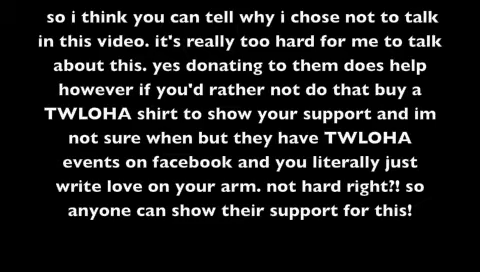 so i think you can tell why i chose not to talk
in this video. it's really too hard for me to talk
about this. yes donating to them does help
however if you'd rather not do that buy a
TWLOHA shirt to show your support and im
not sure when but they have TWLOHA
events on facebook and you literally just
write love on your arm. not hard right?! so
anyone can show their support for this!